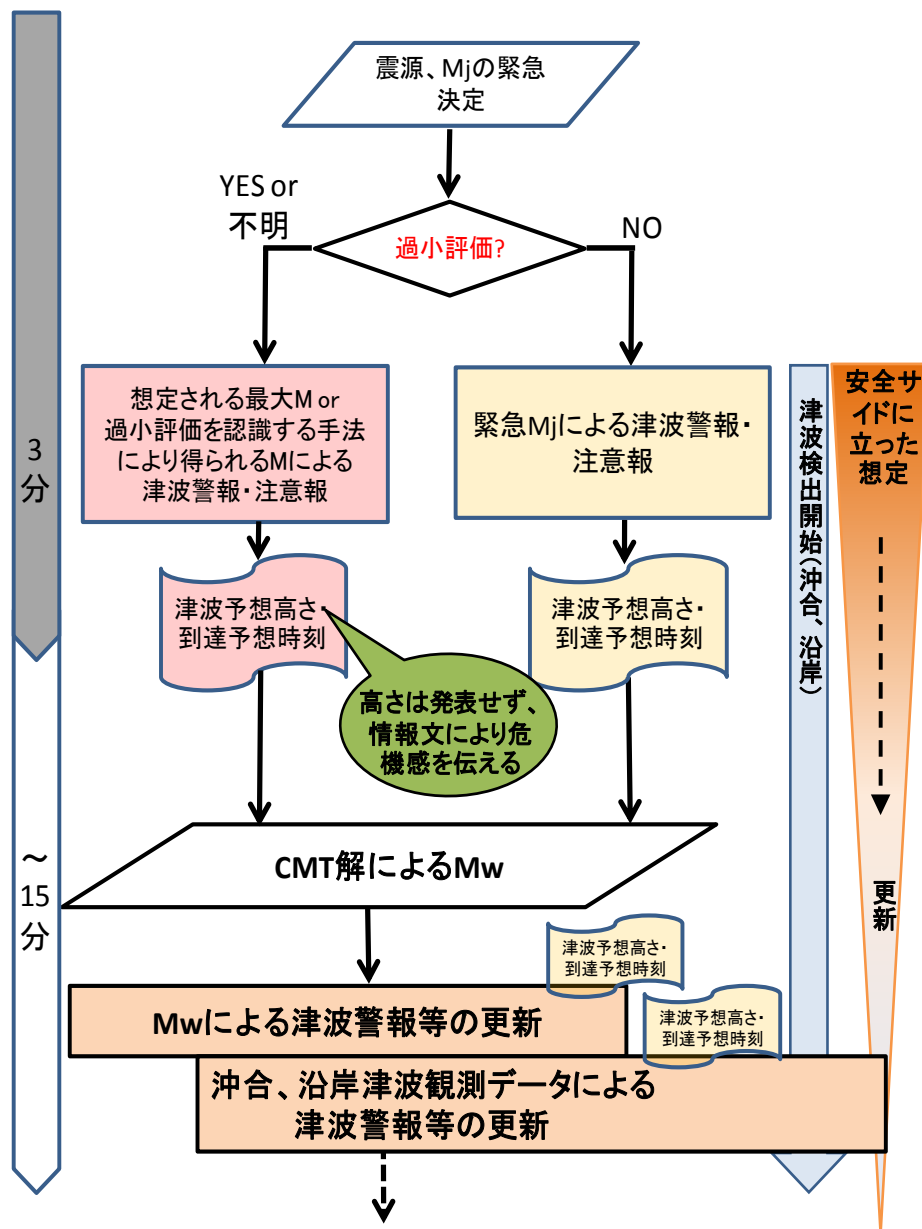 震源、Mjの緊急
決定
YES or
不明
過小評価?
NO
3
分
想定される最大M or
過小評価を認識する手法
により得られるMによる
津波警報・注意報
緊急Mjによる津波警報・
注意報
津波検出開始(沖合、沿岸)
安全サ
イドに
立った
想定
津波予想高さ・
到達予想時刻
津波予想高さ・
到達予想時刻
高さは発表せず、
情報文により危
機感を伝える
～
15
分
CMT解によるMw
更新
津波予想高さ・
到達予想時刻
Mwによる津波警報等の更新
津波予想高さ・
到達予想時刻
沖合、沿岸津波観測データによる
津波警報等の更新